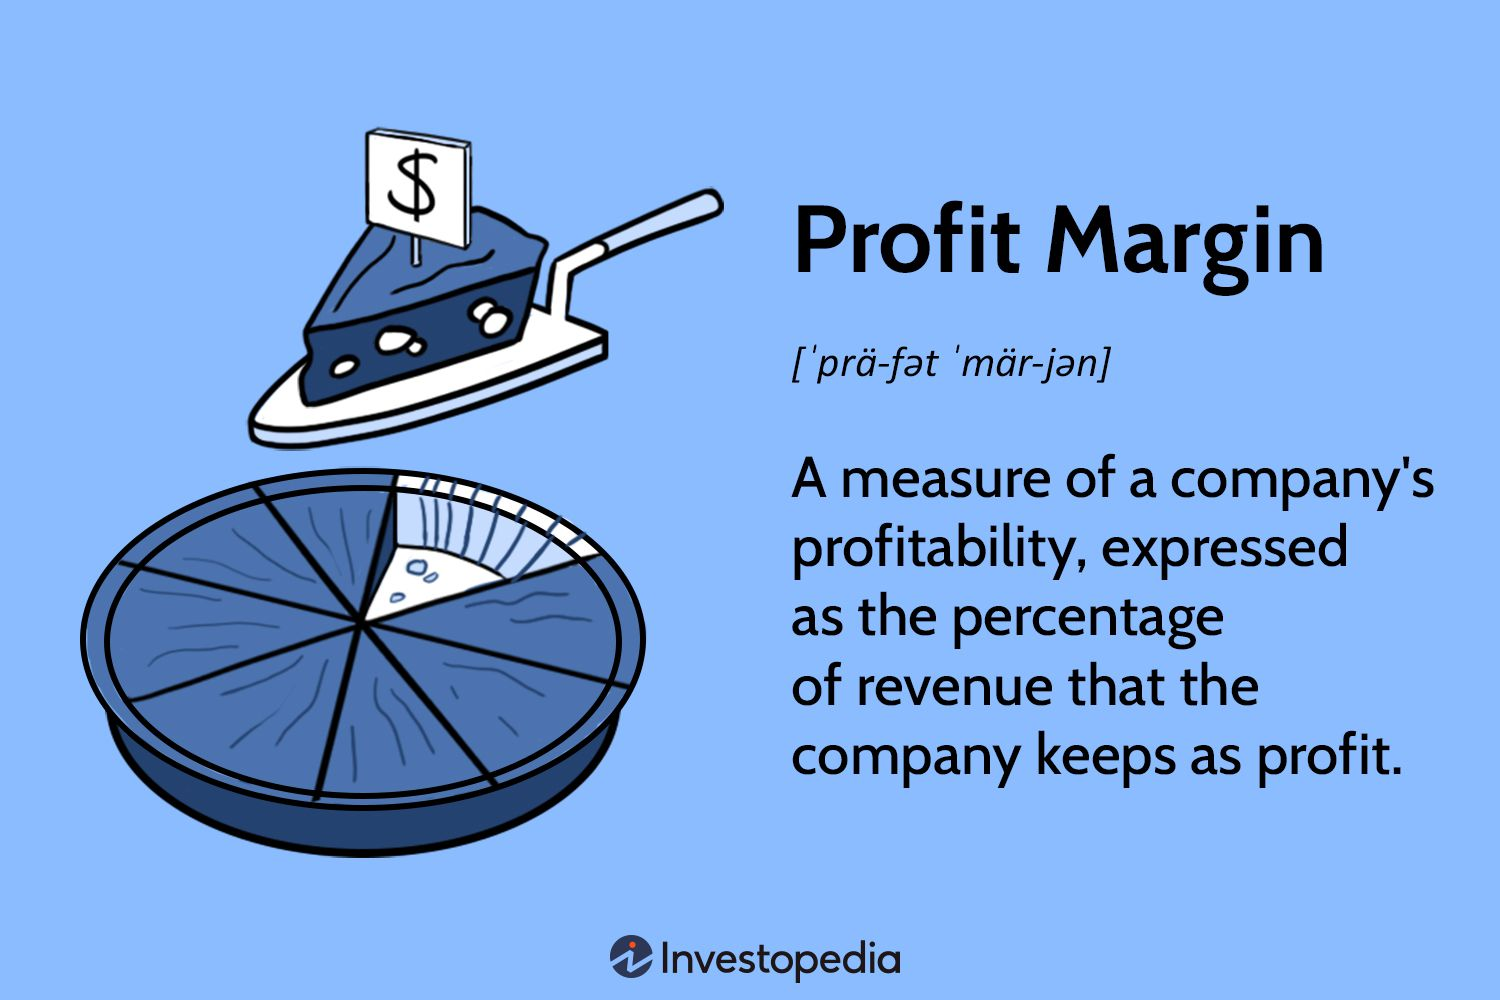 $
Profit Margin
[ˈprä-fət ˈmär-jən]
A measure of a company's
profitability, expressed
as the percentage
of revenue that the
company keeps as profit.
Investopedia